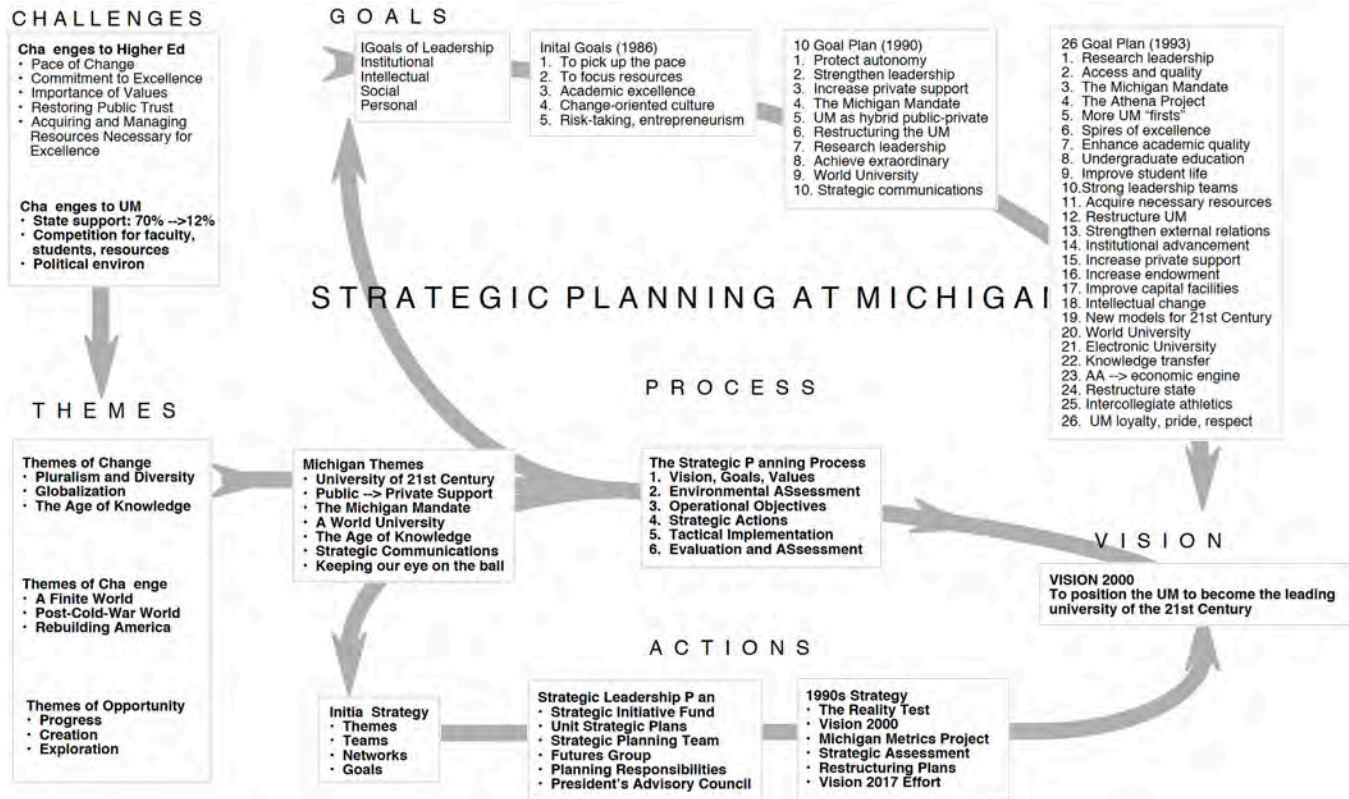 CHALLENGES
Cha enges to Higher Ed
· Pace of Change
· Commitment to Excellence
· Importance of Values
· Restoring Public Trust
· Acquiring and Managing
Resources Necessary for
Excellence
Cha enges to UM
· State support: 70% -->12%
· Competition for faculty,
students, resources
· Political environ
GOALS
lGoals of Leadership
Institutional
Intellectual
Social
Personal
Inital Goals (1986)
1. To pick up the pace
2. To focus resources
3. Academic excellence
4. Change-oriented culture
5. Risk-taking, entrepreneurism
10 Goal Plan (1990)
1. Protect autonomy
2. Strengthen leadership
3. Increase private support
4. The Michigan Mandate
5. UM as hybrid public-private
6. Restructuring the UM
7. Research leadership
8. Achieve extraordinary
9. World University
10. Strategic communications
26 Goal Plan (1993)
1. Research leadership
2. Access and quality
3. The Michigan Mandate
4. The Athena Project
5. More UM "firsts"
6. Spires of excellence
7. Enhance academic quality
8. Undergraduate education
9. Improve student life
10. Strong leadership teams
11. Acquire necessary resources
12. Restructure UM
13. Strengthen external relations
14. Institutional advancement
15. Increase private support
16. Increase endowment
17. Improve capital facilities
18. Intellectual change
19. New models for 21st Century
20. World University
21. Electronic University
22. Knowledge transfer
23. AA --> economic engine
24. Restructure state
25. Intercollegiate athletics
26. UM loyalty, pride, respect
STRATEGIC PLANNING AT MICHIGAN
THEMES
Themes of Change
· Pluralism and Diversity
· Globalization
· The Age of Knowledge
Themes of Cha enge
· A Finite World
· Post-Cold-War World
· Rebuilding America
Themes of Opportunity
· Progress
· Creation
· Exploration
Michigan Themes
· University of 21st Century
· Public --> Private Support
· The Michigan Mandate
· A World University
· The Age of Knowledge
· Strategic Communications
· Keeping our eye on the ball
PROCESS
The Strategic P anning Process
1. Vision, Goals, Values
2. Environmental ASsessment
3. Operational Objectives
4. Strategic Actions
5. Tactical Implementation
6. Evaluation and ASsessment
VISION
VISION 2000
To position the UM to become the leading
university of the 21st Century
ACTIONS
Initia Strategy
· Themes
· Teams
· Networks
· Goals
Strategic Leadership P an
· Strategic Initiative Fund
· Unit Strategic Plans
· Strategic Planning Team
· Futures Group
· Planning Responsibilities
· President's Advisory Council
1990s Strategy
· The Reality Test
· Vision 2000
· Michigan Metrics Project
· Strategic Assessment
· Restructuring Plans
· Vision 2017 Effort